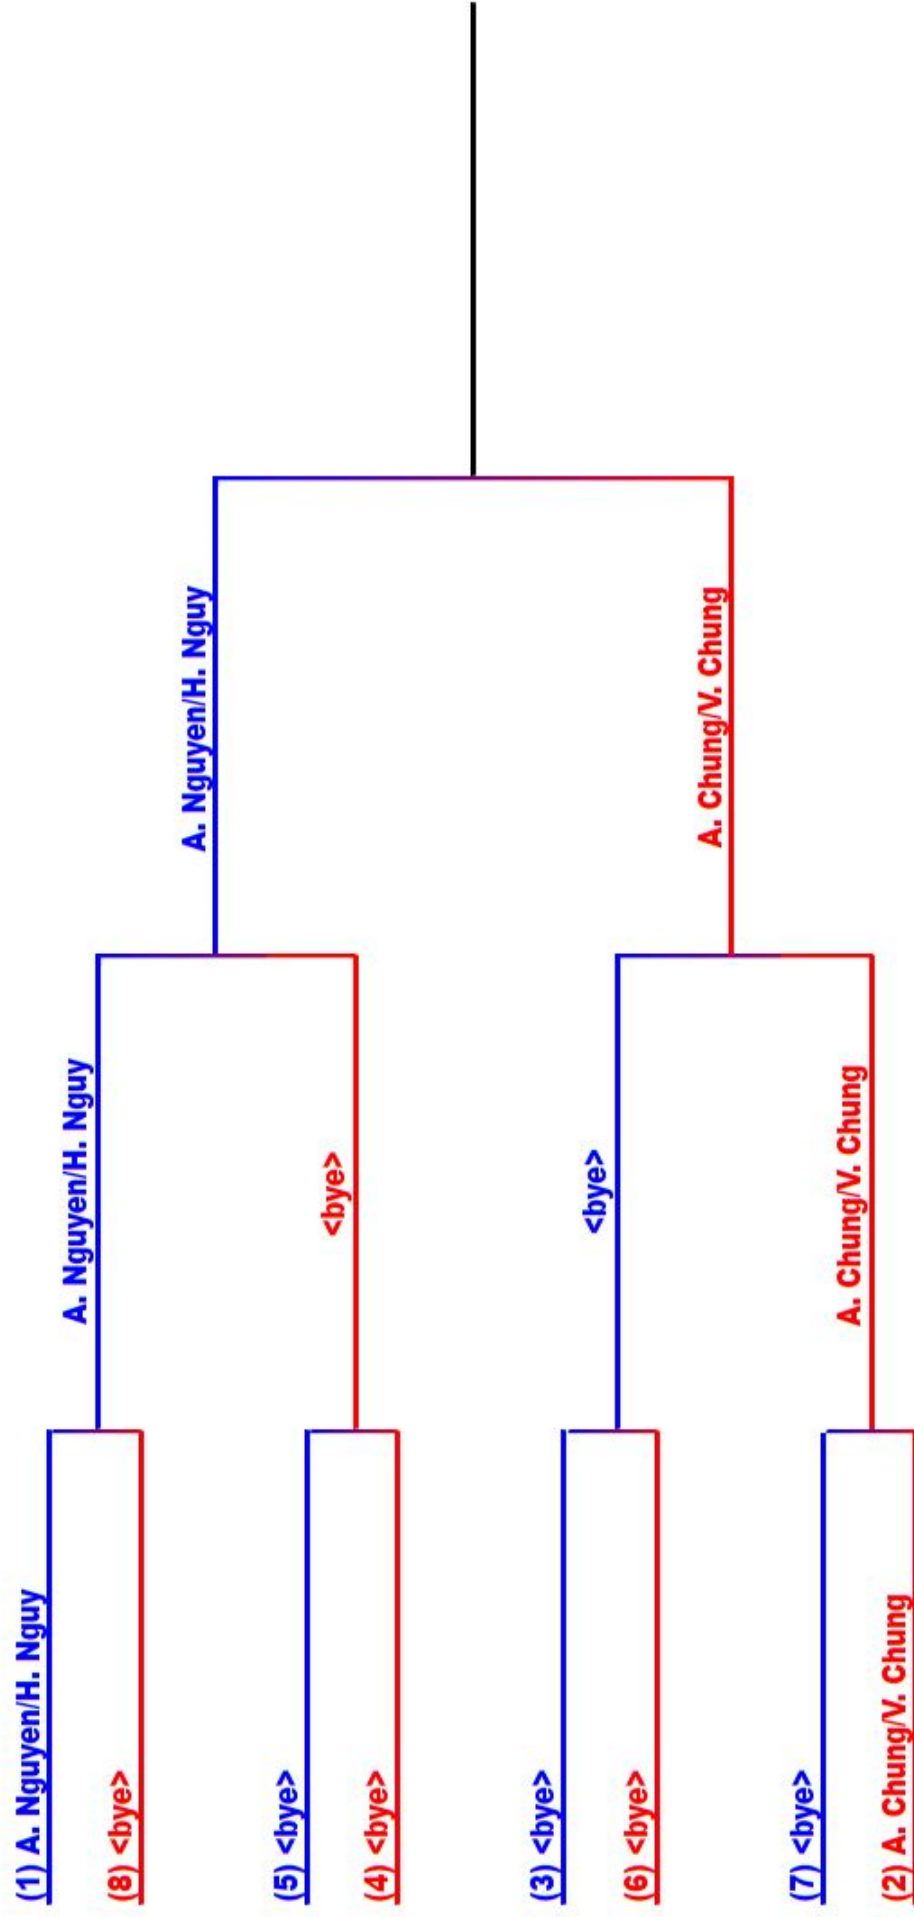 (1) A. Nguyen/H. Nguy
(8) <bye>
(5) <bye>
(4) <bye>
(3) <bye>
(6) <bye>
(7) <bye>
(2) A. Chung/V. Chung
A. Nguyen/H. Nguy
<bye>
<bye>
A. Chung/V. Chung
A. Nguyen/H. Nguy
A. Chung/V. Chung